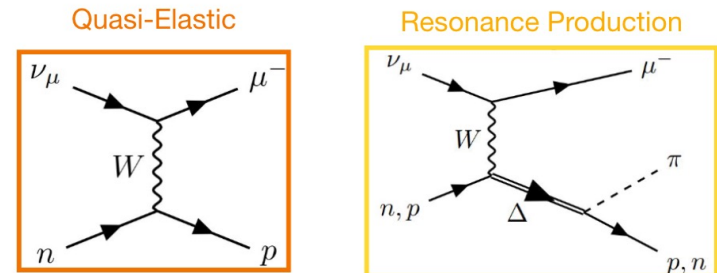 Quasi-Elastic
Resonance Production
ν_μ
μ⁻
W
n
p
ν_μ
μ⁻
W
π
n, p
Δ
p, n